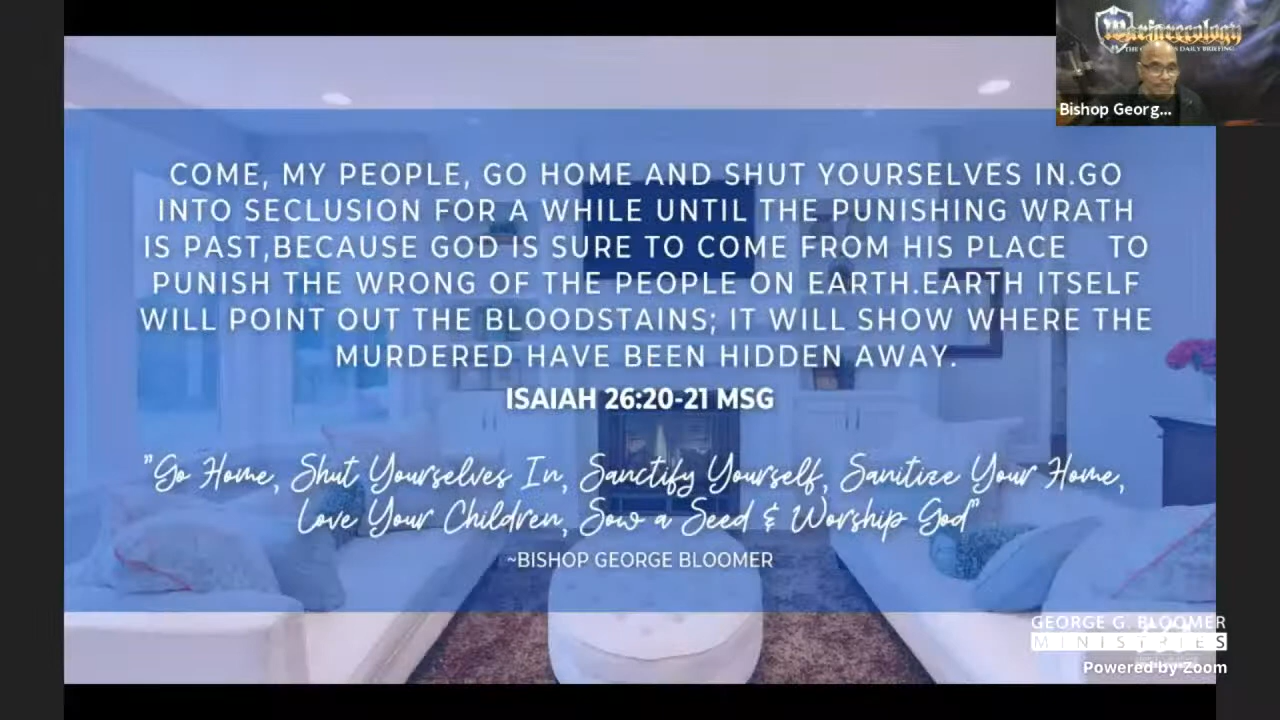 Warfareology
THE
DAILY BRIEFING
Bishop Georg...
COME, MY PEOPLE, GO HOME AND SHUT YOURSELVES IN.GO
INTO SECLUSION FOR A WHILE UNTIL THE PUNISHING WRATH
IS PAST,BECAUSE GOD IS SURE TO COME FROM HIS PLACE TO
PUNISH THE WRONG OF THE PEOPLE ON EARTH.EARTH ITSELF
WILL POINT OUT THE BLOODSTAINS; IT WILL SHOW WHERE THE
MURDERED HAVE BEEN HIDDEN AWAY.
ISAIAH 26:20-21 MSG
"Go Home, Shut Yourselves In, Sanctify Yourself, Sanitize Your Home,
Love Your Children, Sow a Seed & Worship God"
~BISHOP GEORGE BLOOMER
GEORGE G. BLOOMER
MINISTRIES
Powered by Zoom